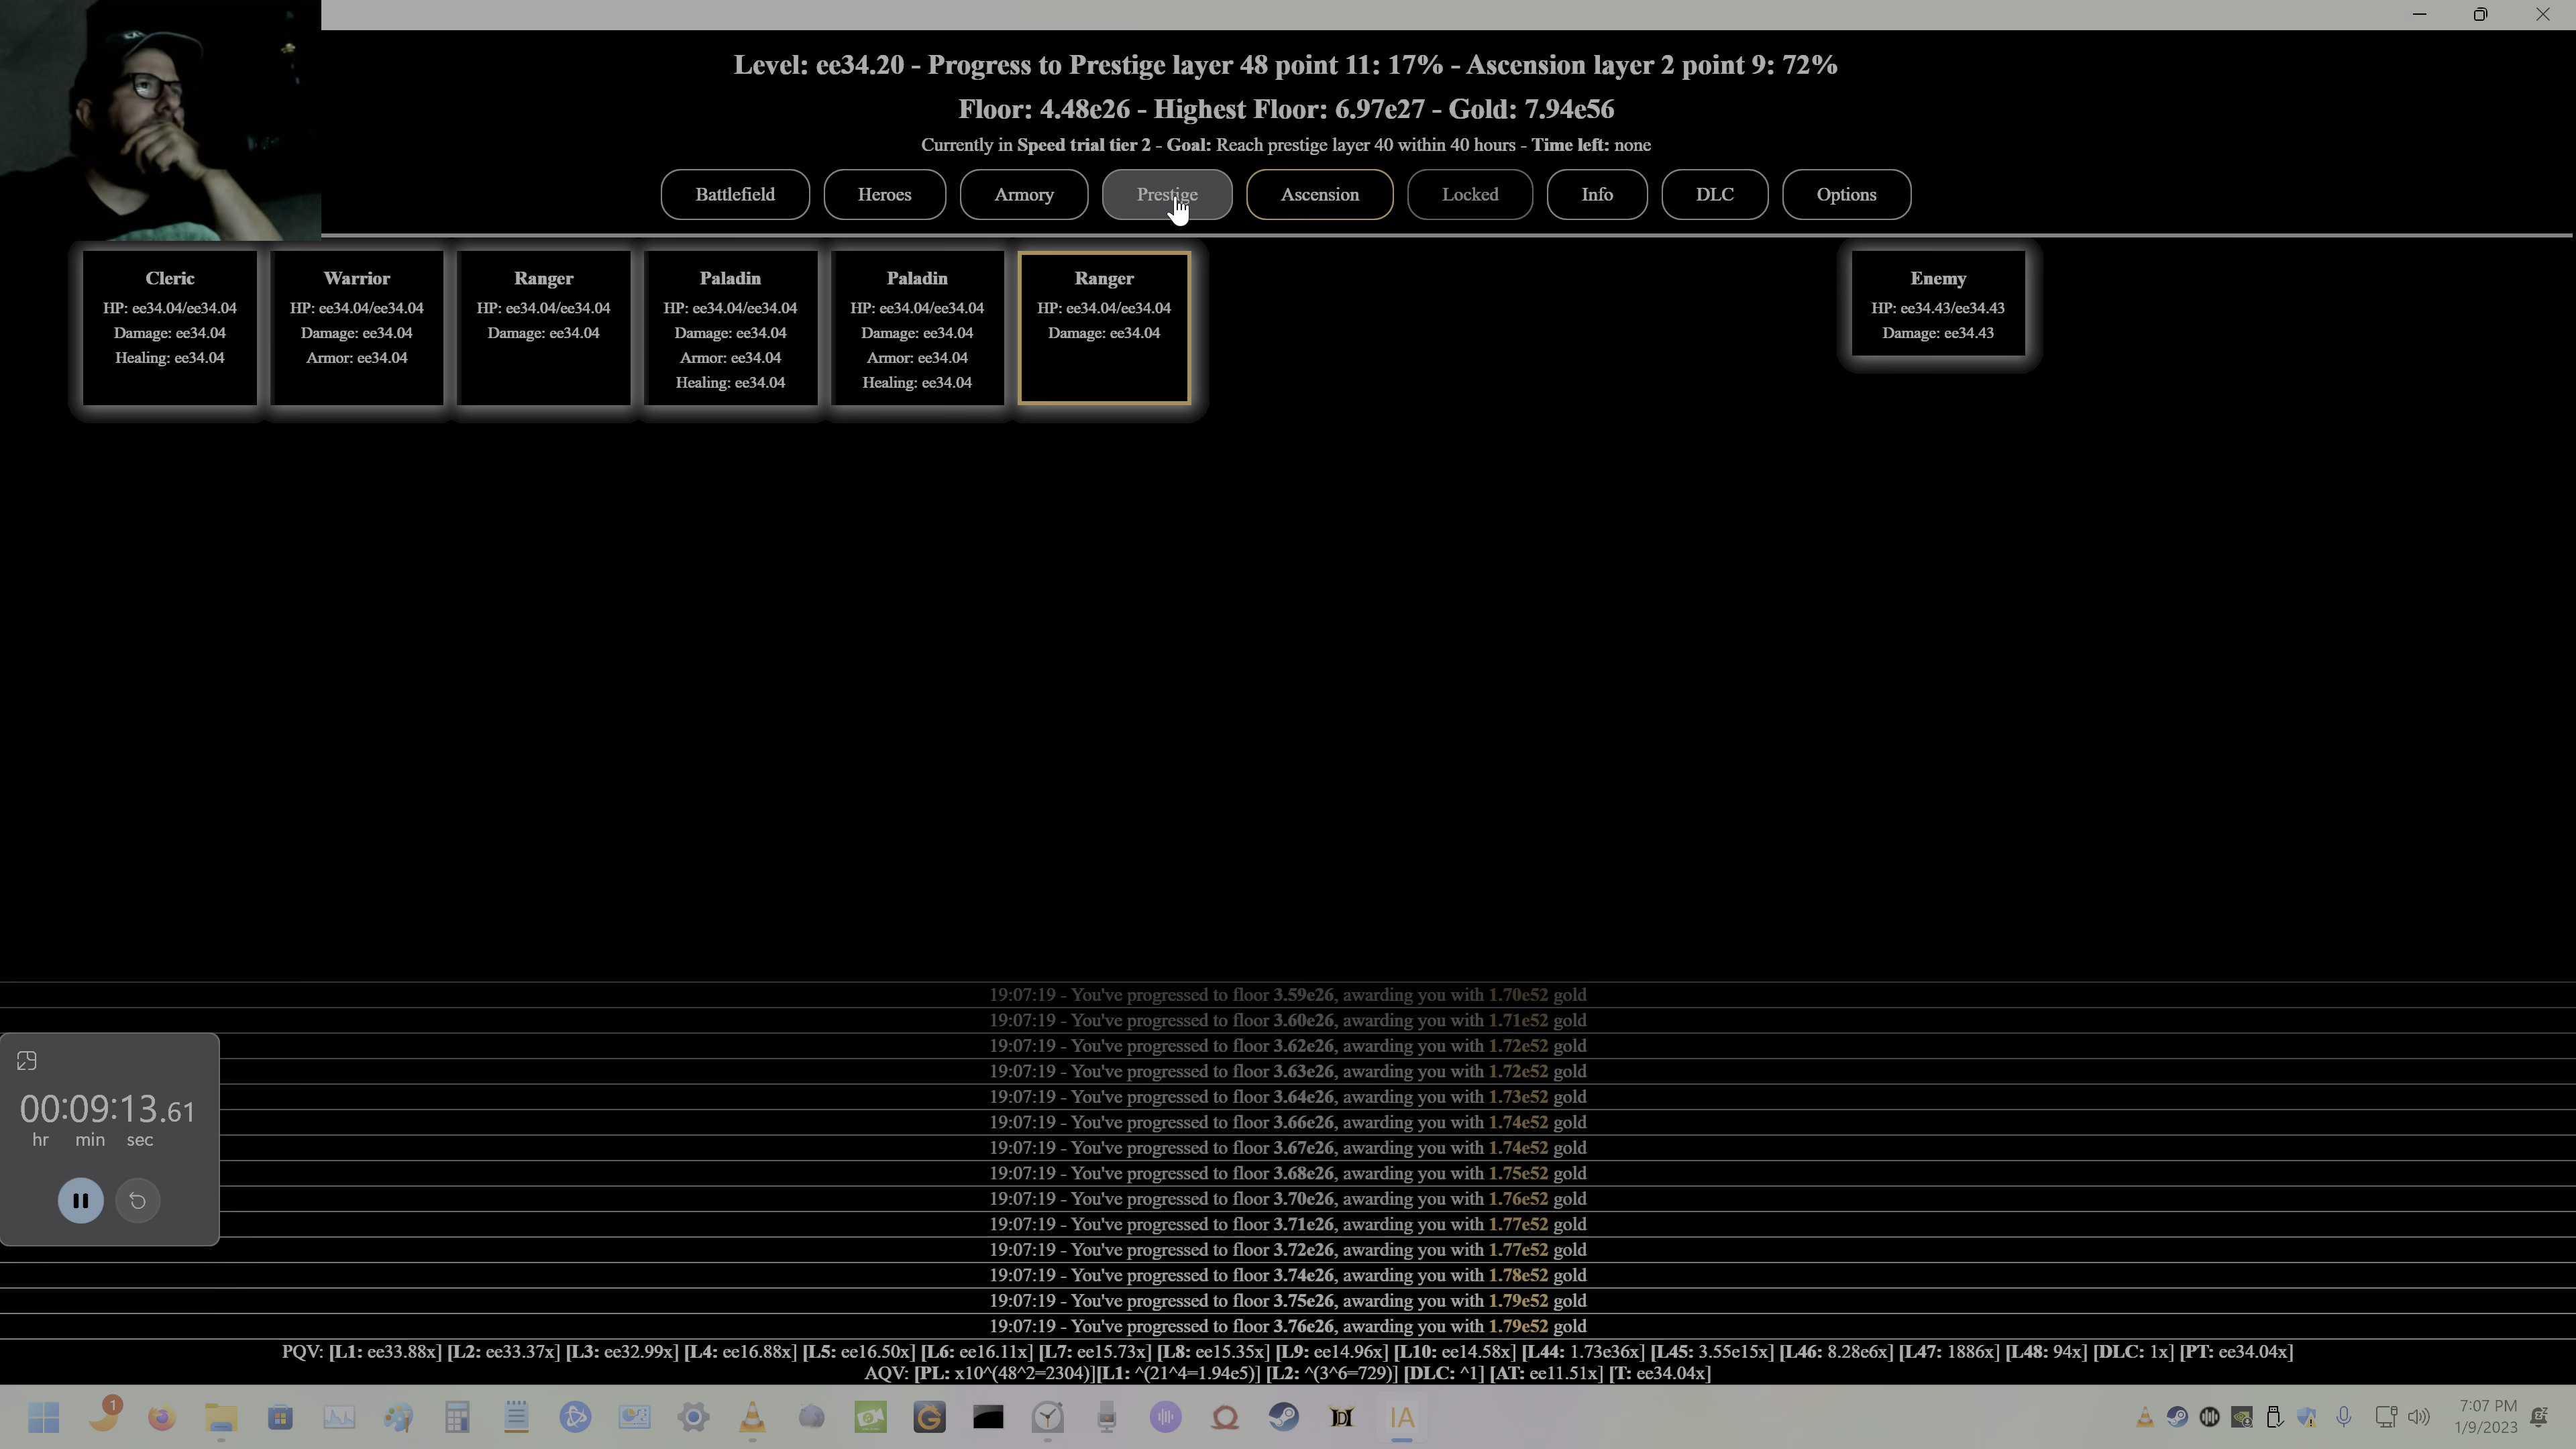 Level: ee34.20 - Progress to Prestige layer 48 point 11: 17% - Ascension layer 2 point 9: 72%
Floor: 4.48e26 - Highest Floor: 6.97e27 - Gold: 7.94e56
Currently in Speed trial tier 2 - Goal: Reach prestige layer 40 within 40 hours - Time left: none
Battlefield Heroes Armory Prestige Ascension Locked Info DLC Options
Cleric
HP: ee34.04/ee34.04
Damage: ee34.04
Healing: ee34.04
Warrior
HP: ee34.04/ee34.04
Damage: ee34.04
Armor: ee34.04
Ranger
HP: ee34.04/ee34.04
Damage: ee34.04
Paladin
HP: ee34.04/ee34.04
Damage: ee34.04
Armor: ee34.04
Healing: ee34.04
Paladin
HP: ee34.04/ee34.04
Damage: ee34.04
Armor: ee34.04
Healing: ee34.04
Ranger
HP: ee34.04/ee34.04
Damage: ee34.04
Enemy
HP: ee34.43/ee34.43
Damage: ee34.43
19:07:19 - You've progressed to floor 3.59e26, awarding you with 1.70e52 gold
19:07:19 - You've progressed to floor 3.60e26, awarding you with 1.71e52 gold
19:07:19 - You've progressed to floor 3.62e26, awarding you with 1.72e52 gold
19:07:19 - You've progressed to floor 3.63e26, awarding you with 1.72e52 gold
19:07:19 - You've progressed to floor 3.64e26, awarding you with 1.73e52 gold
19:07:19 - You've progressed to floor 3.66e26, awarding you with 1.74e52 gold
19:07:19 - You've progressed to floor 3.67e26, awarding you with 1.74e52 gold
19:07:19 - You've progressed to floor 3.68e26, awarding you with 1.75e52 gold
19:07:19 - You've progressed to floor 3.70e26, awarding you with 1.76e52 gold
19:07:19 - You've progressed to floor 3.71e26, awarding you with 1.77e52 gold
19:07:19 - You've progressed to floor 3.72e26, awarding you with 1.77e52 gold
19:07:19 - You've progressed to floor 3.74e26, awarding you with 1.78e52 gold
19:07:19 - You've progressed to floor 3.75e26, awarding you with 1.79e52 gold
19:07:19 - You've progressed to floor 3.76e26, awarding you with 1.79e52 gold
00:09:13.61
hr min sec
PQV: [L1: ee33.88x] [L2: ee33.37x] [L3: ee32.99x] [L4: ee16.88x] [L5: ee16.50x] [L6: ee16.11x] [L7: ee15.73x] [L8: ee15.35x] [L9: ee14.96x] [L10: ee14.58x] [L44: 1.73e36x] [L45: 3.55e15x] [L46: 8.28e6x] [L47: 1886x] [L48: 94x] [DLC: 1x] [PT: ee34.04x]
AQV: [PL: x10^(48^2=2304)][L1: ^(21^4=1.94e5)] [L2: ^(3^6=729)] [DLC: ^1] [AT: ee11.51x] [T: ee34.04x]
1
IA
7:07 PM
1/9/2023